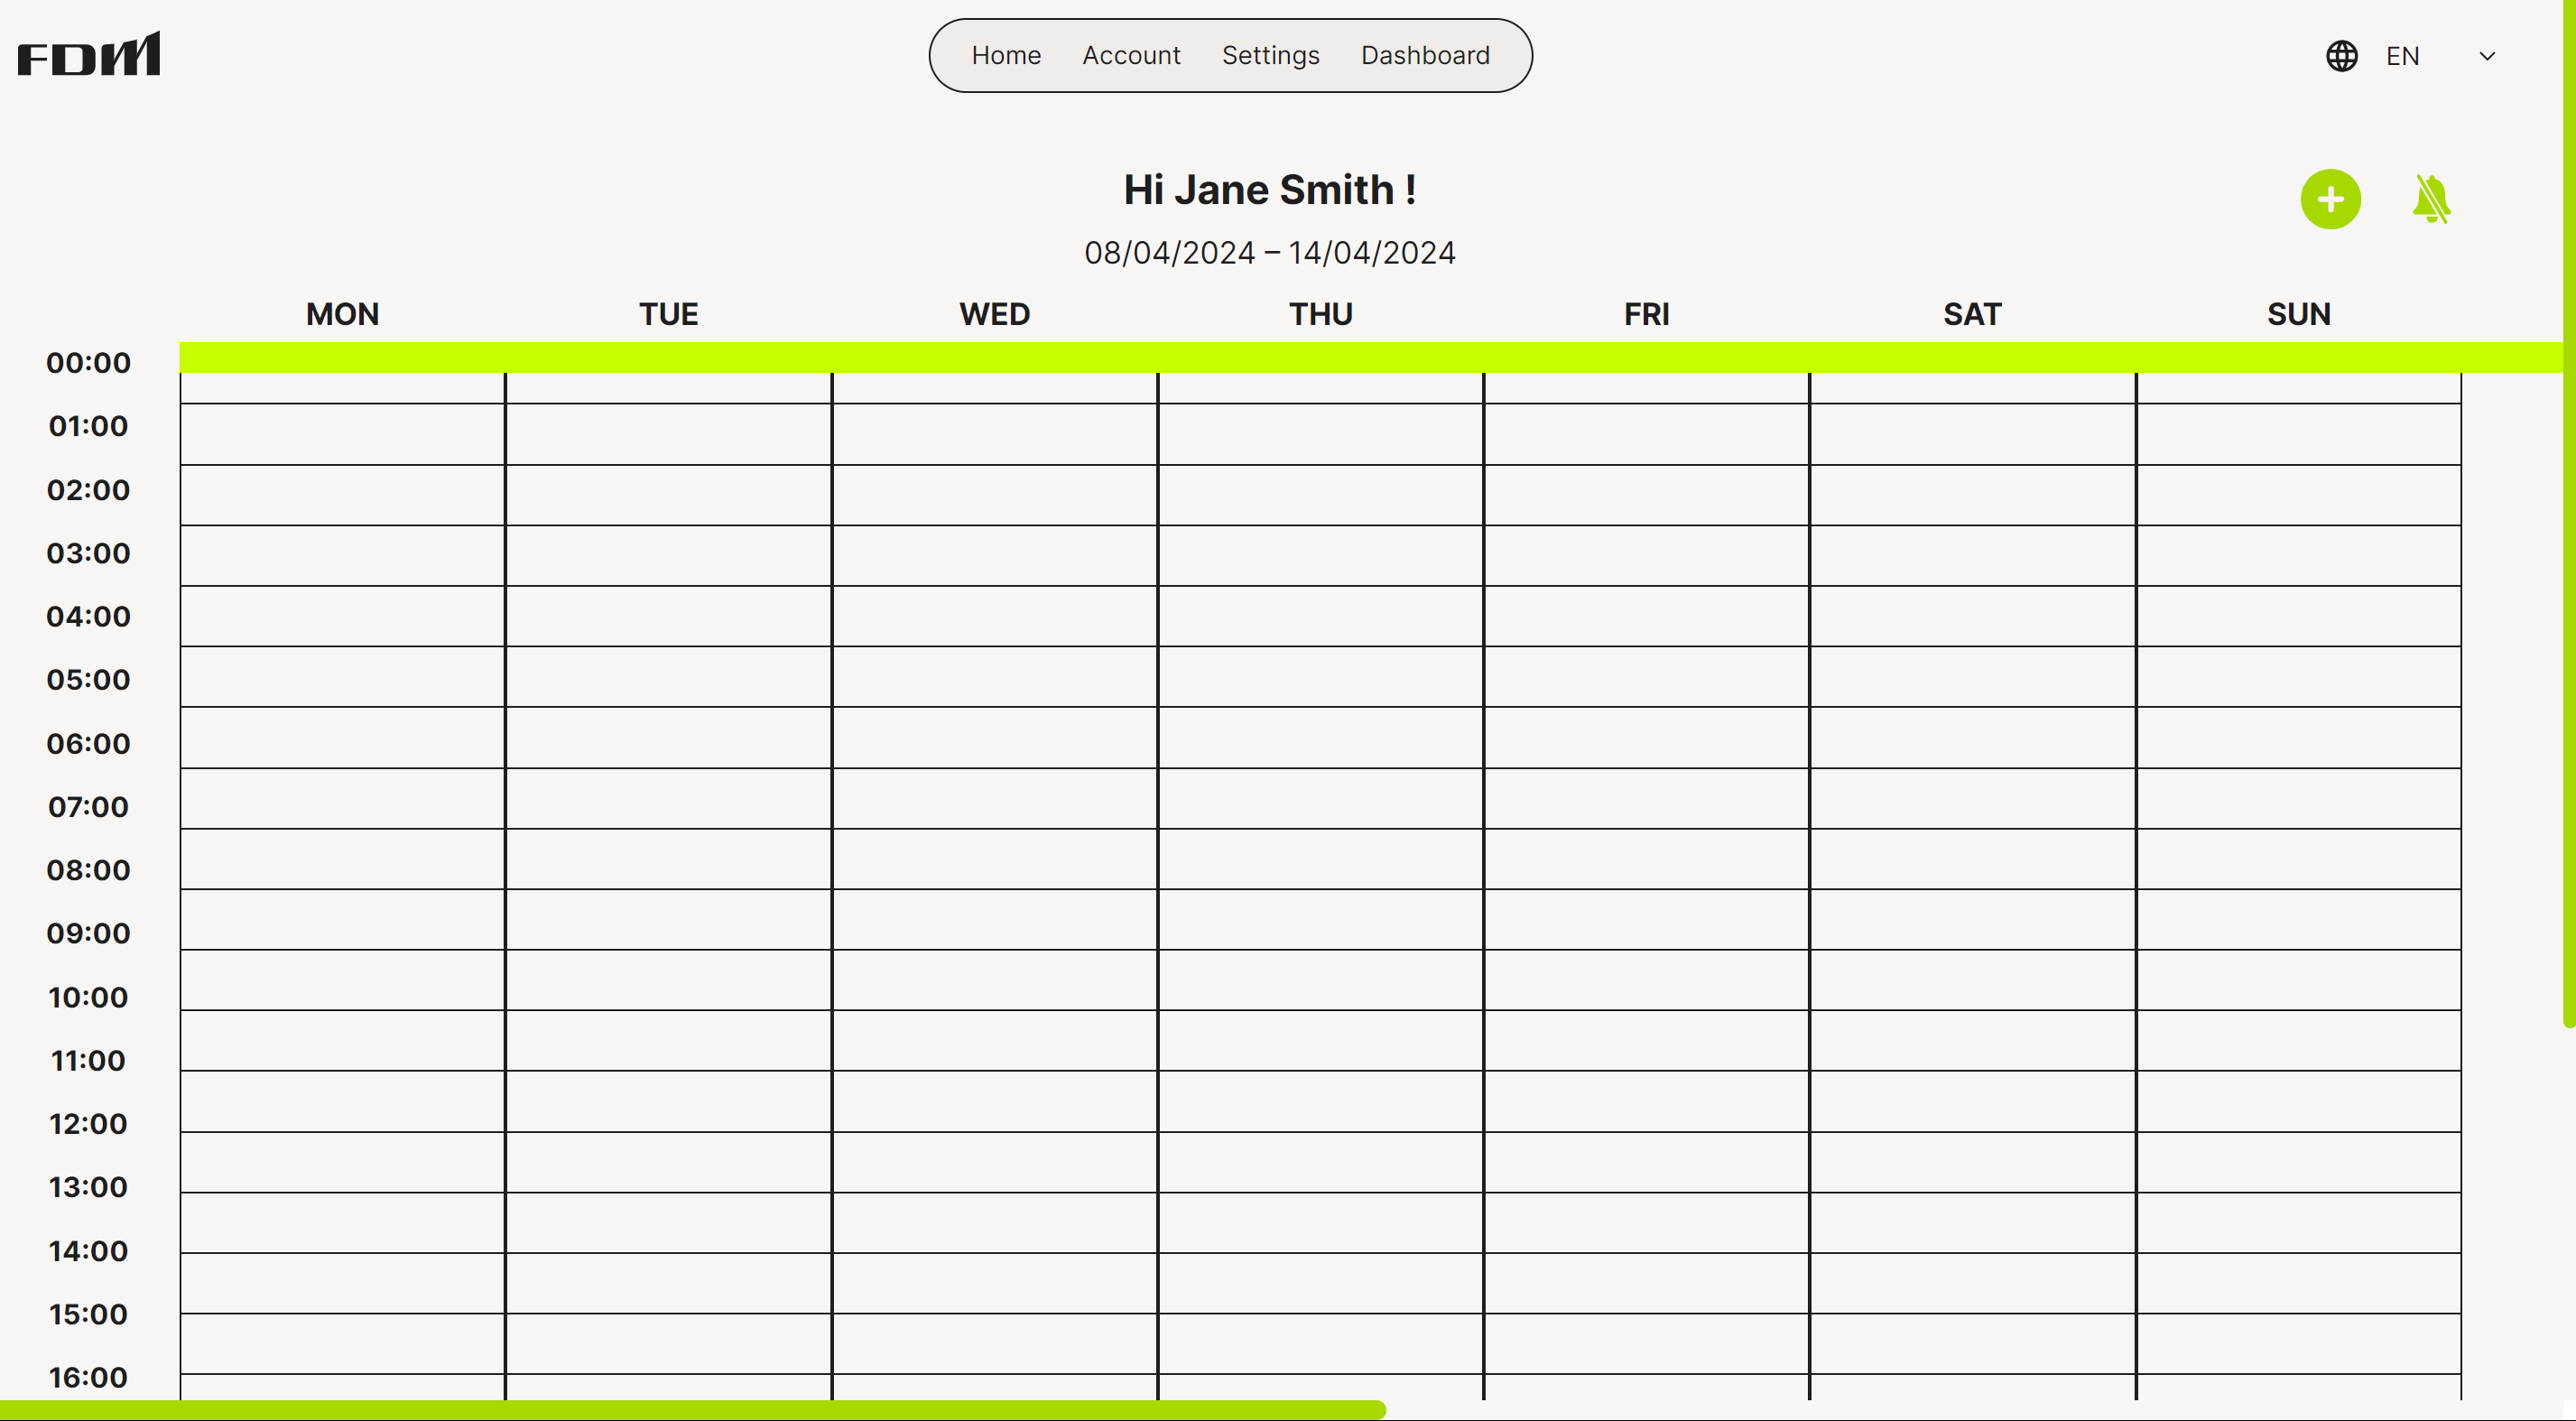 FDM
Home Account Settings Dashboard
EN
Hi Jane Smith !
08/04/2024 – 14/04/2024
MON TUE WED THU FRI SAT SUN
00:00
01:00
02:00
03:00
04:00
05:00
06:00
07:00
08:00
09:00
10:00
11:00
12:00
13:00
14:00
15:00
16:00